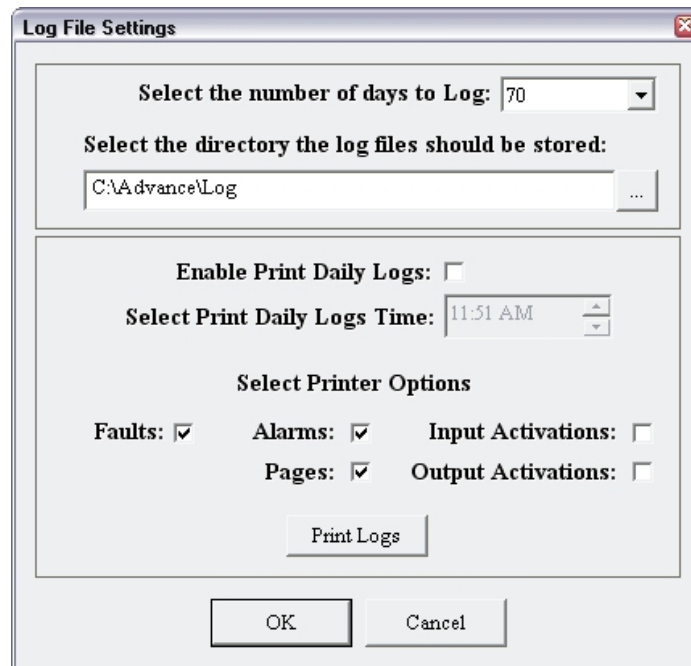 Log File Settings
Select the number of days to Log: 70
Select the directory the log files should be stored:
C:\Advance\Log ...
Enable Print Daily Logs:
Select Print Daily Logs Time: 11:51 AM
Select Printer Options
Faults: Alarms: Input Activations:
Pages: Output Activations:
Print Logs
OK Cancel